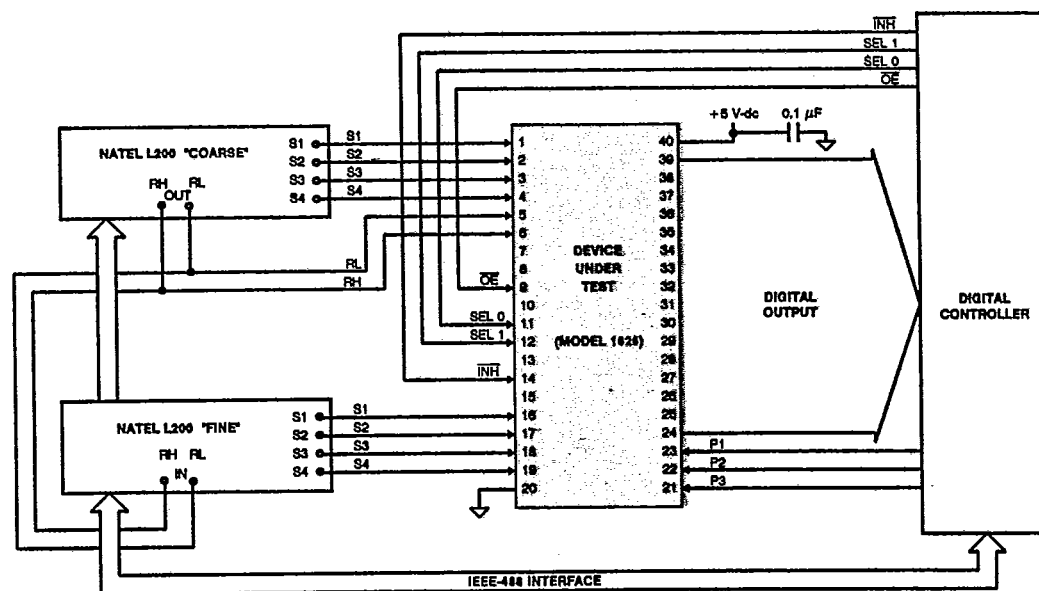 INH
SEL 1
SEL 0
OE
+5 V-dc 0.1 µF
NATEL L200 "COARSE"
S1
S2
S3
S4
RH RL
OUT
S1
S2
S3
S4
1
2
3
4
5
6
7
8
9
10
11
12
13
14
15
16
17
18
19
20
40
39
38
37
36
35
34
33
32
31
30
29
28
27
26
25
24
23
22
21
DEVICE
UNDER
TEST
(MODEL 1626)
RL
RH
OE
SEL 0
SEL 1
INH
DIGITAL
OUTPUT
DIGITAL
CONTROLLER
NATEL L200 "FINE"
S1
S2
S3
S4
RH RL
IN
S1
S2
S3
S4
P1
P2
P3
IEEE-488 INTERFACE